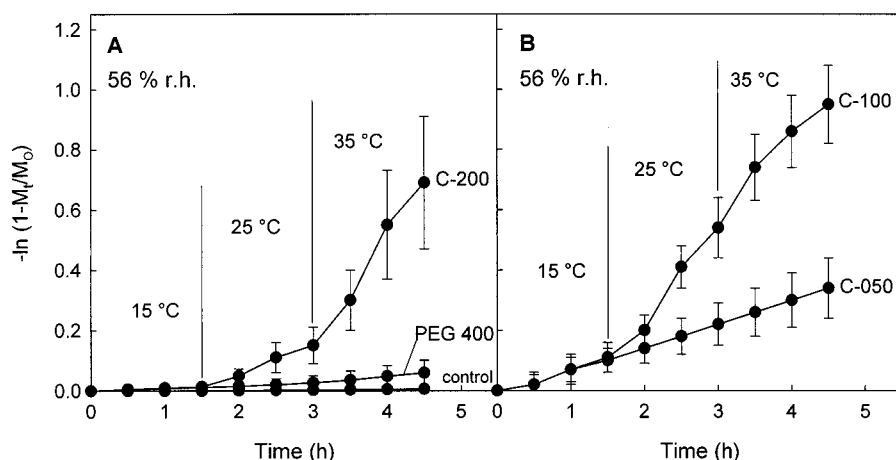 A
56 % r.h.
15 °C
25 °C
35 °C
C-200
PEG 400
control
-ln (1-Mt/MO)
1.2
1.0
0.8
0.6
0.4
0.2
0.0
0 1 2 3 4 5
Time (h)
B
56 % r.h.
15 °C
25 °C
35 °C
C-100
C-050
0 1 2 3 4 5
Time (h)